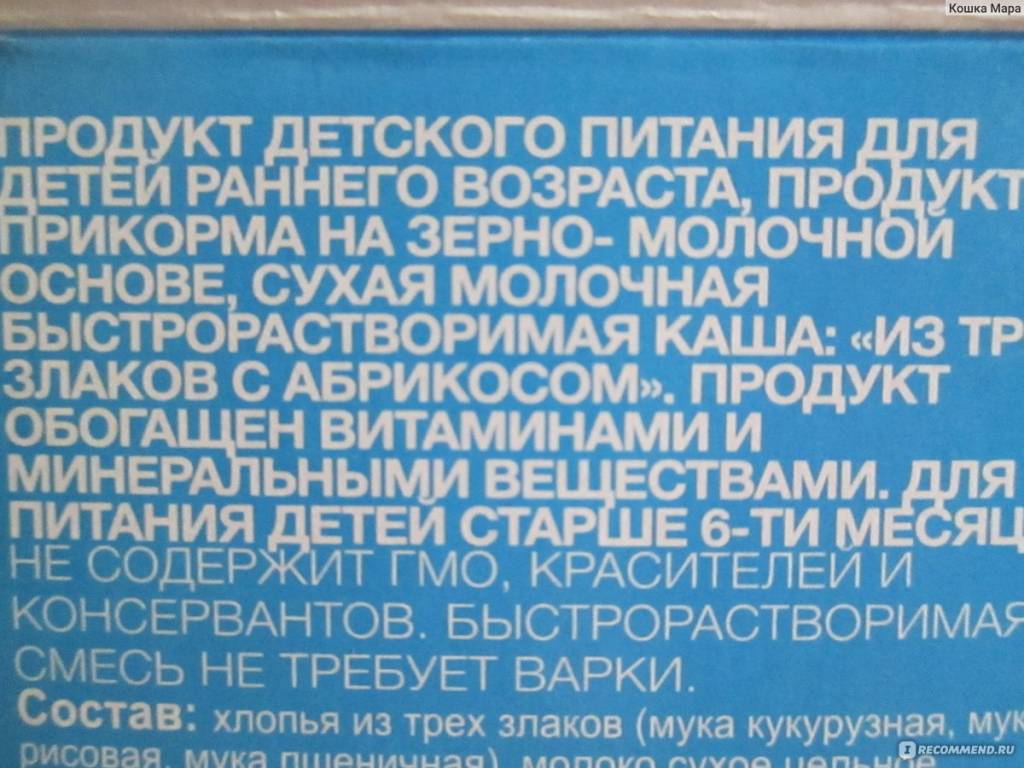 Кошка Мара
ПРОДУКТ ДЕТСКОГО ПИТАНИЯ ДЛЯ
ДЕТЕЙ РАННЕГО ВОЗРАСТА, ПРОДУКТ
ПРИКОРМА НА ЗЕРНО- МОЛОЧНОЙ
ОСНОВЕ, СУХАЯ МОЛОЧНАЯ
БЫСТРОРАСТВОРИМАЯ КАША: «ИЗ ТР
ЗЛАКОВ С АБРИКОСОМ». ПРОДУКТ
ОБОГАЩЕН ВИТАМИНАМИ И
МИНЕРАЛЬНЫМИ ВЕЩЕСТВАМИ. ДЛЯ
ПИТАНИЯ ДЕТЕЙ СТАРШЕ 6-ТИ МЕСЯЦ
НЕ СОДЕРЖИТ ГМО, КРАСИТЕЛЕЙ И
КОНСЕРВАНТОВ. БЫСТРОРАСТВОРИМАЯ
СМЕСЬ НЕ ТРЕБУЕТ ВАРКИ.
Состав: хлопья из трех злаков (мука кукурузная, мук
рисовая, мука пшеничная), молоко сухое цельное,
IRECOMMEND.RU